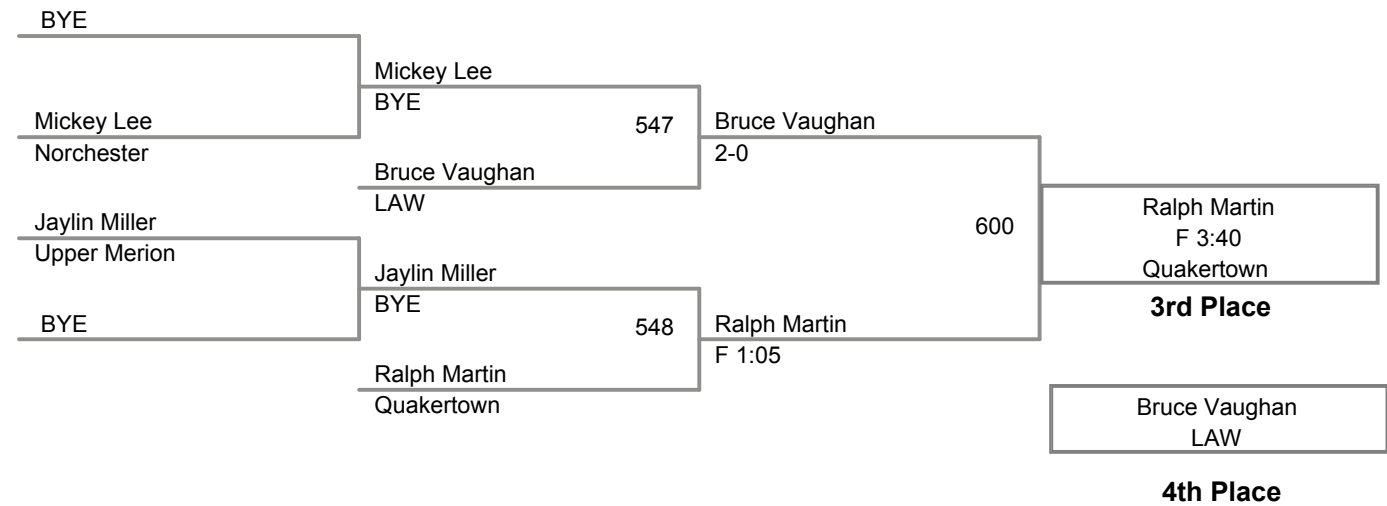 BYE
Mickey Lee
BYE
Mickey Lee
Norchester
547
Bruce Vaughan
2-0
Bruce Vaughan
LAW
Jaylin Miller
Upper Merion
600
Ralph Martin
F 3:40
Quakertown
3rd Place
Jaylin Miller
BYE
BYE
548
Ralph Martin
F 1:05
Ralph Martin
Quakertown
Bruce Vaughan
LAW
4th Place